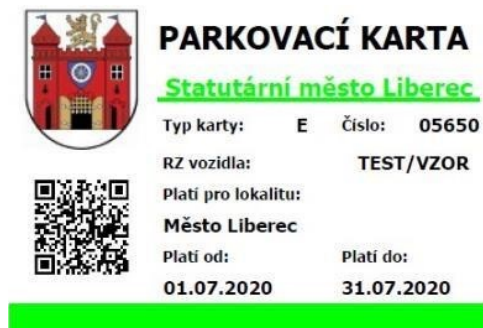 PARKOVACÍ KARTA
Statutární město Liberec
Typ karty: E Číslo: 05650
RZ vozidla: TEST/VZOR
Platí pro lokalitu:
Město Liberec
Platí od: Platí do:
01.07.2020 31.07.2020